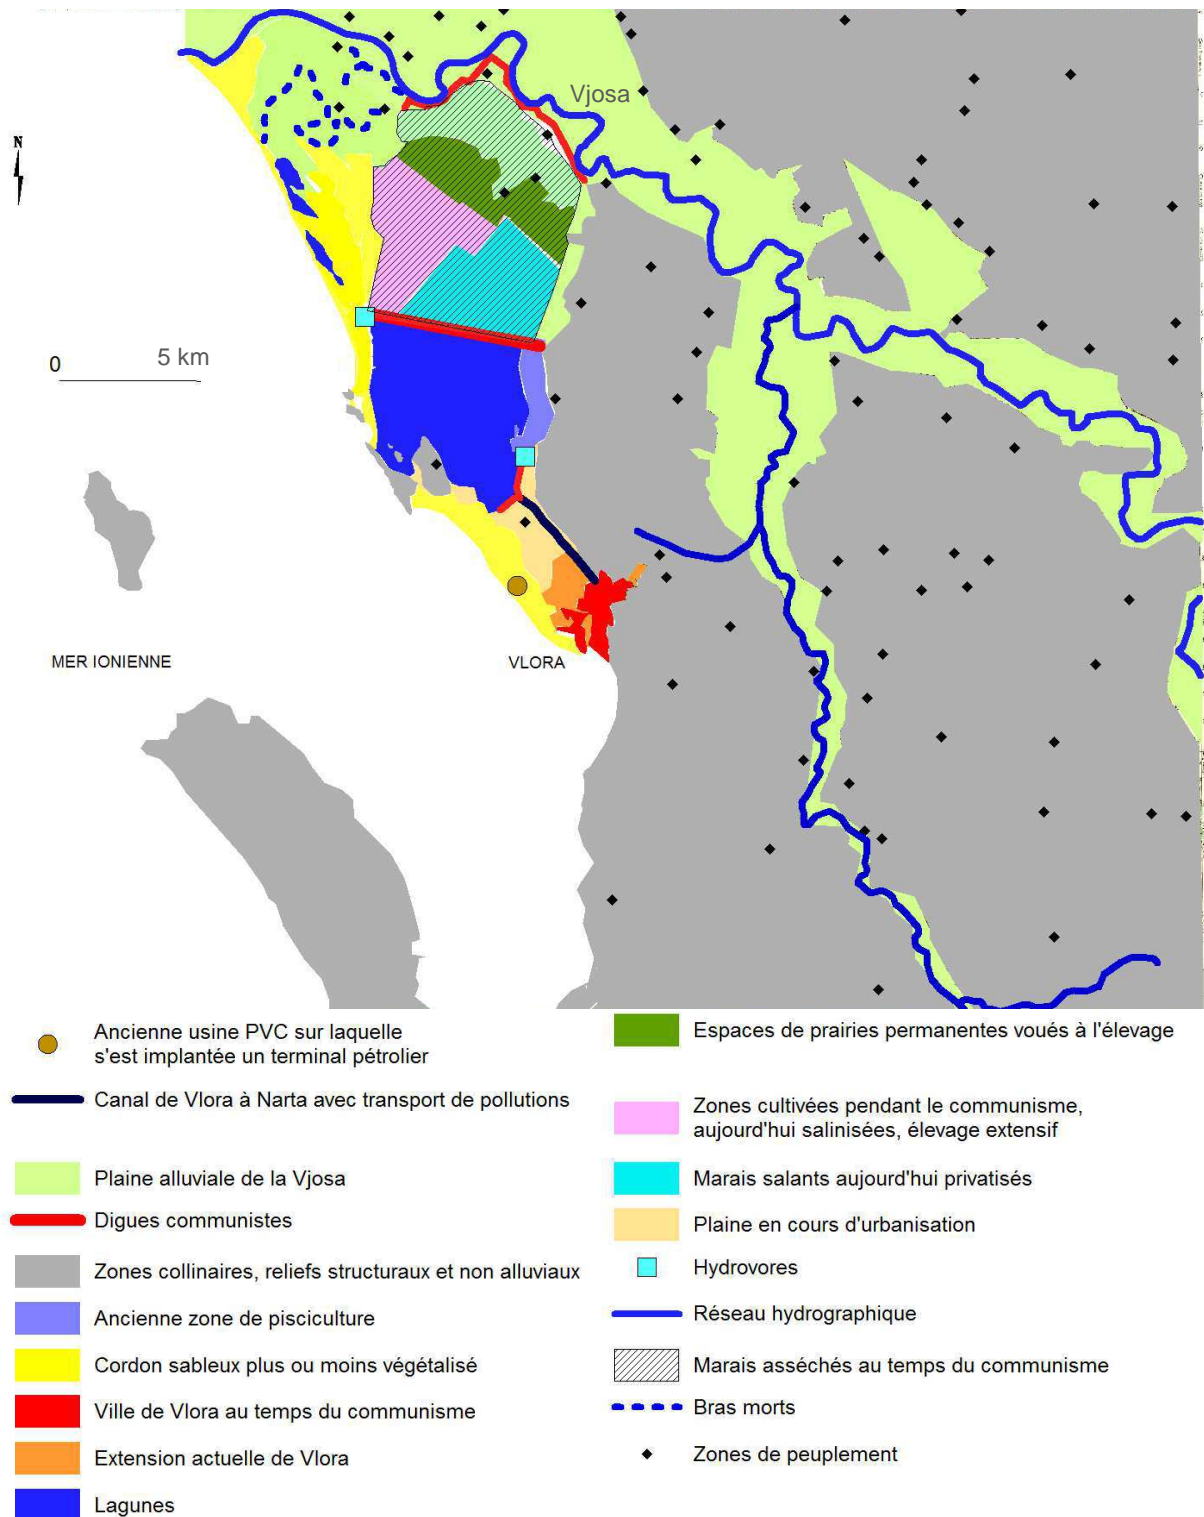 Vjosa
N
0
5 km
MER IONIENNE
VLORA
Ancienne usine PVC sur laquelle
s'est implantée un terminal pétrolier
Canal de Vlora à Narta avec transport de pollutions
Plaine alluviale de la Vjosa
Digues communistes
Zones collinaires, reliefs structuraux et non alluviaux
Ancienne zone de pisciculture
Cordon sableux plus ou moins végétalisé
Ville de Vlora au temps du communisme
Extension actuelle de Vlora
Lagunes
Espaces de prairies permanentes voués à l'élevage
Zones cultivées pendant le communisme,
aujourd'hui salinisées, élevage extensif
Marais salants aujourd'hui privatisés
Plaine en cours d'urbanisation
Hydrovores
Réseau hydrographique
Marais asséchés au temps du communisme
Bras morts
Zones de peuplement